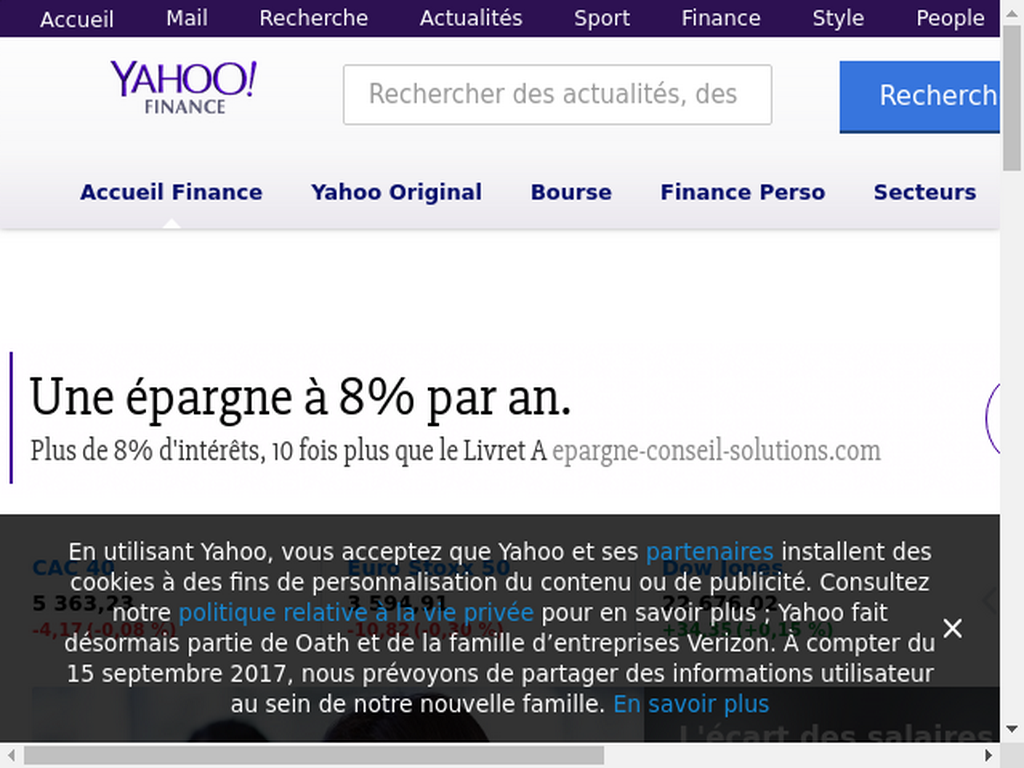 Accueil Mail Recherche Actualités Sport Finance Style People
YAHOO!
FINANCE
Rechercher des actualités, des
Recherch
Accueil Finance Yahoo Original Bourse Finance Perso Secteurs
Une épargne à 8% par an.
Plus de 8% d'intérêts, 10 fois plus que le Livret A epargne-conseil-solutions.com
En utilisant Yahoo, vous acceptez que Yahoo et ses partenaires installent des
cookies à des fins de personnalisation du contenu ou de publicité. Consultez
notre politique relative à la vie privée pour en savoir plus ; Yahoo fait
désormais partie de Oath et de la famille d’entreprises Verizon. À compter du
15 septembre 2017, nous prévoyons de partager des informations utilisateur
au sein de notre nouvelle famille. En savoir plus
CAC 40 Euro Stoxx 50 Dow Jones
5 363,23 3 594,91 22 676,02
-4,17 (-0,08 %) -10,82 (-0,30 %) +34,35 (+0,15 %)
L'écart des salaires